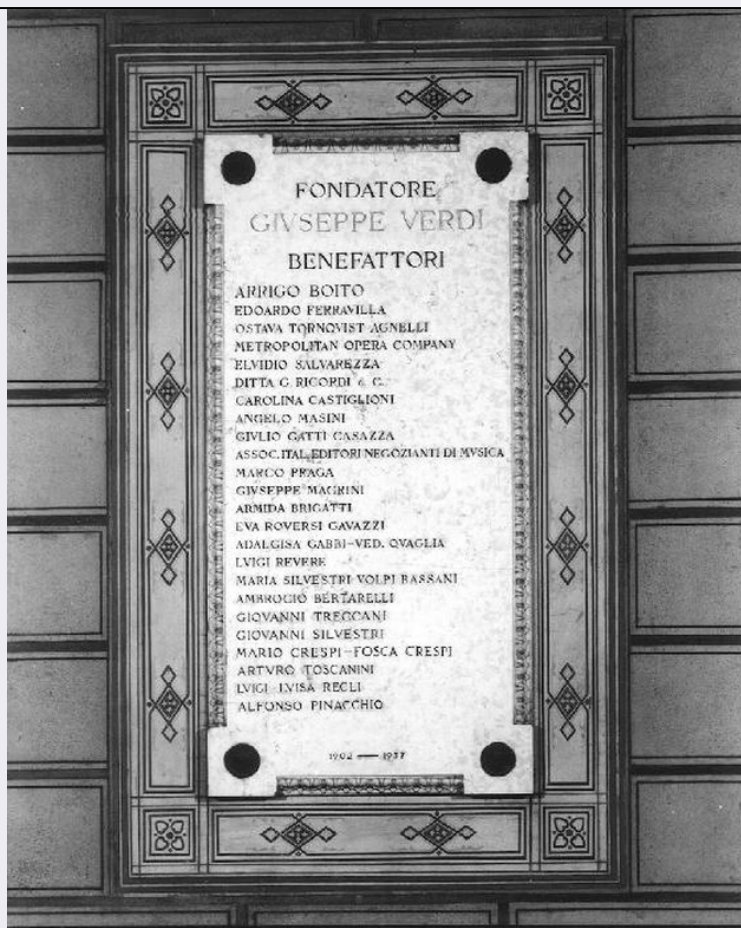 FONDATORE
GIVSEPPE VERDI
BENEFATTORI
ARRIGO BOITO
EDOARDO FERRAVILLA
OSTAVA TORNOVIST AGNELLI
METROPOLITAN OPERA COMPANY
ELVIDIO SALVAREZZA
DITTA G. RICORDI & C.
CAROLINA CASTIGLIONI
ANGELO MASINI
GIVLIO GATTI CASAZZA
ASSOC. ITAL. EDITORI NEGOZIANTI DI MVSICA
MARCO PRAGA
GIVSEPPE MAGRINI
ARMIDA BRIGATTI
EVA ROVERSI GAVAZZI
ADALGISA GABBI-VED. QVAGLIA
LVIGI REVERE
MARIA SILVESTRI VOLPI BASSANI
AMBROGIO BERTARELLI
GIOVANNI TRECCANI
GIOVANNI SILVESTRI
MARIO CRESPI-FOSCA CRESPI
ARTVRO TOSCANINI
LVIGI-LVISA RECLI
ALFONSO PINACCHIO
1902 — 1957